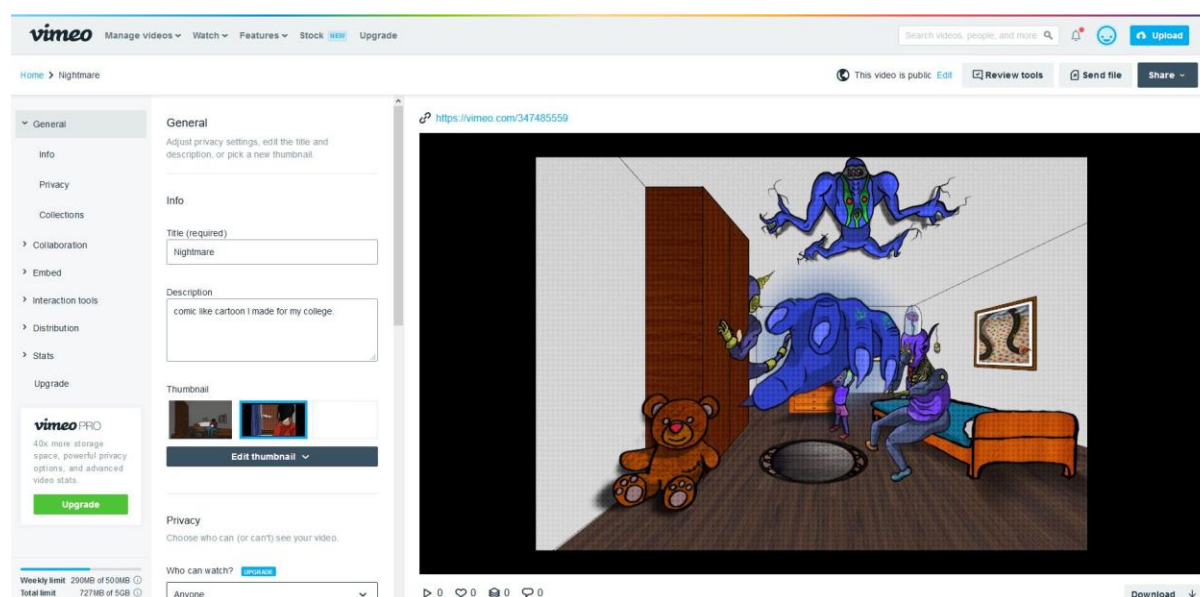 vimeo Manage videos Watch Features Stock NEW Upgrade Search videos, people, and more Upload
Home > Nightmare This video is public Edit Review tools Send file Share
General
Info
Privacy
Collections
Collaboration
Embed
Interaction tools
Distribution
Stats
Upgrade
vimeo PRO
40x more storage
space, powerful privacy
options, and advanced
video stats.
Upgrade
Weekly limit 290MB of 500MB
Total limit 727MB of 5GB
General
Adjust privacy settings, edit the title and
description, or pick a new thumbnail.
Info
Title (required)
Nightmare
Description
comic like cartoon I made for my college.
Thumbnail
Edit thumbnail
Privacy
Choose who can (or can't) see your video.
Who can watch? UPGRADE
Anyone
https://vimeo.com/347485559
0 0 0 0
Download